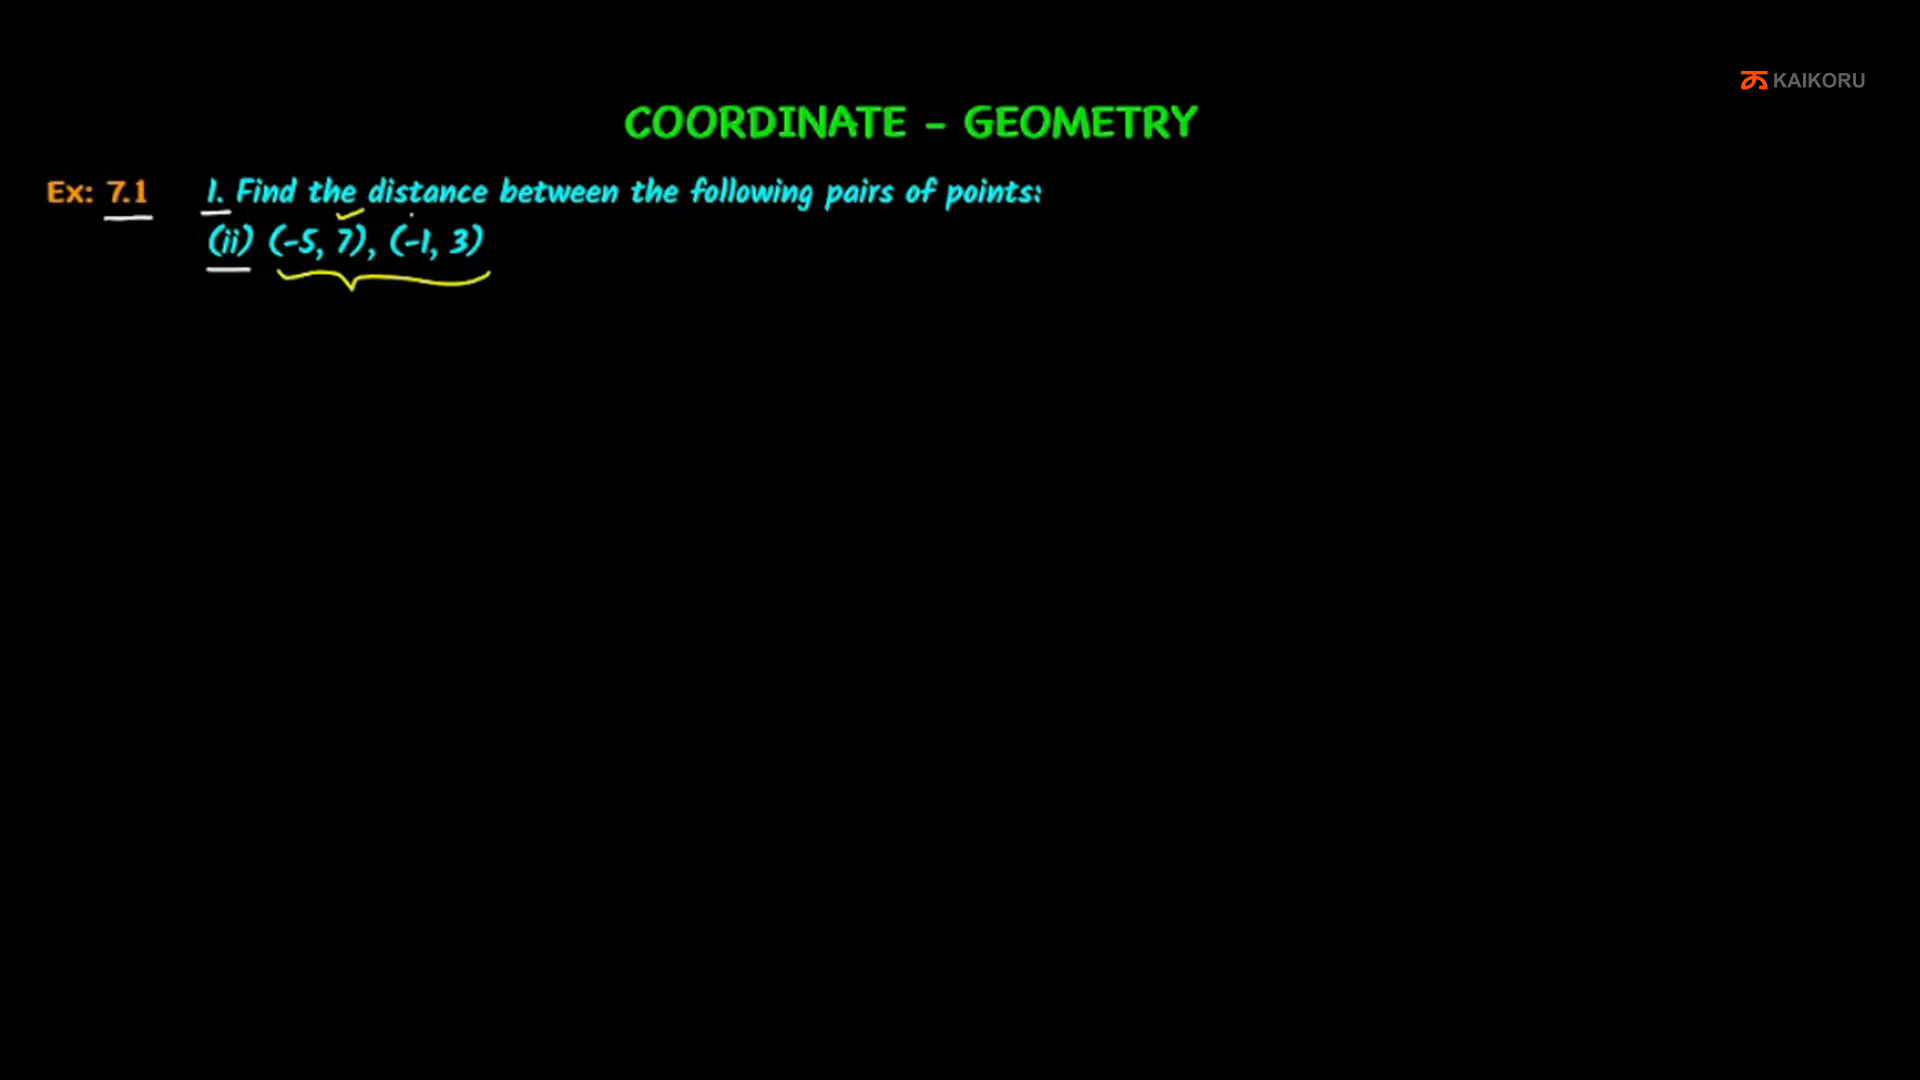 KAIKORU
COORDINATE - GEOMETRY
Ex: 7.1 1. Find the distance between the following pairs of points:
(ii) (-5, 7), (-1, 3)